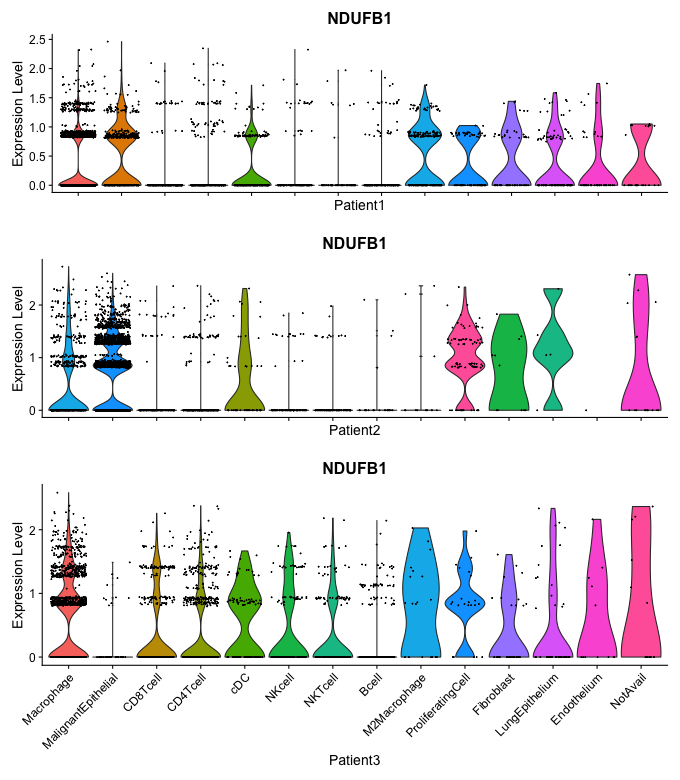 NDUFB1
Expression Level
2.5
2.0
1.5
1.0
0.5
0.0
Patient1
NDUFB1
Expression Level
2
1
0
Patient2
NDUFB1
Expression Level
2
1
0
Macrophage
MalignantEpithelial
CD8Tcell
CD4Tcell
cDC
NKcell
NKTcell
Bcell
M2Macrophage
ProliferatingCell
Fibroblast
LungEpithelium
Endothelium
NotAvail
Patient3